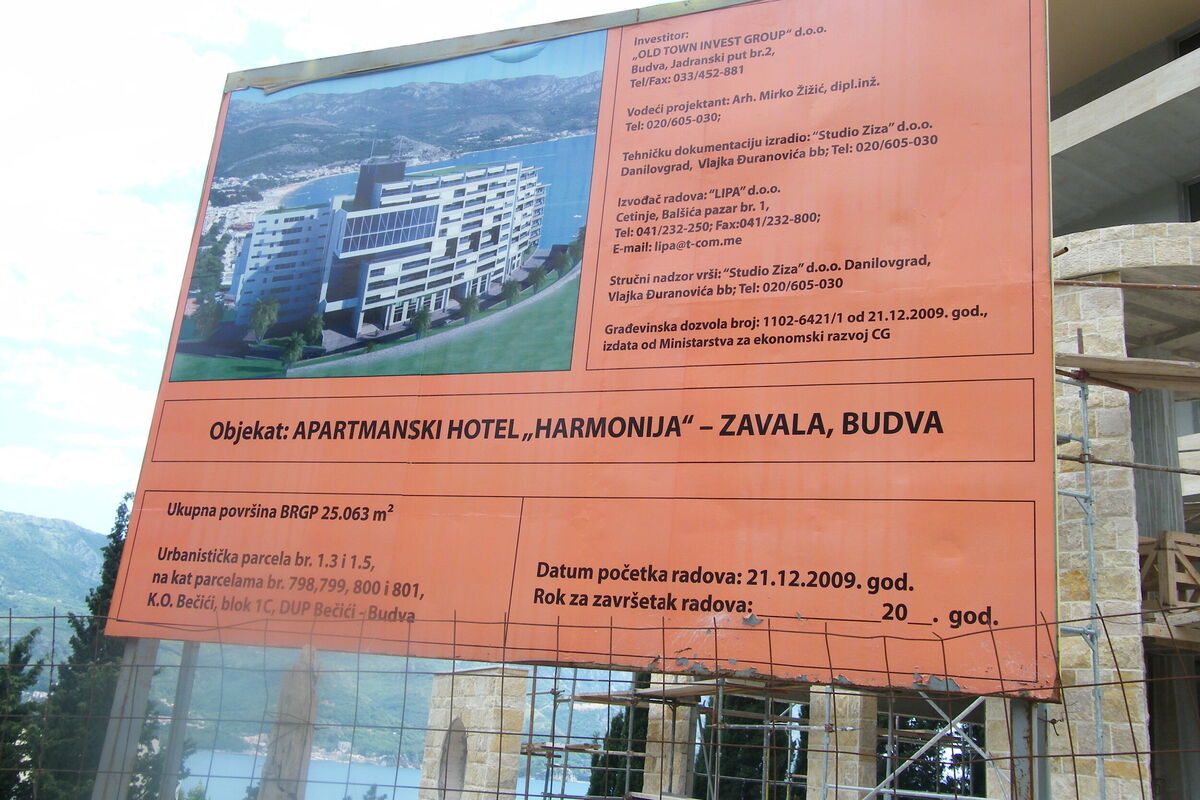 Investitor:
„OLD TOWN INVEST GROUP“ d.o.o.
Budva, Jadranski put br.2,
Tel/Fax: 033/452-881
Vodeći projektant: Arh. Mirko Žižić, dipl.inž.
Tel: 020/605-030;
Tehničku dokumentaciju izradio: “Studio Ziza” d.o.o.
Danilovgrad, Vlajka Đuranovića bb; Tel: 020/605-030
Izvođač radova: “LIPA” d.o.o.
Cetinje, Balšića pazar br. 1,
Tel: 041/232-250; Fax:041/232-800;
E-mail: lipa@t-com.me
Stručni nadzor vrši: “Studio Ziza” d.o.o. Danilovgrad,
Vlajka Đuranovića bb; Tel: 020/605-030
Građevinska dozvola broj: 1102-6421/1 od 21.12.2009. god.,
izdata od Ministarstva za ekonomski razvoj CG
Objekat: APARTMANSKI HOTEL „HARMONIJA“ – ZAVALA, BUDVA
Ukupna površina BRGP 25.063 m²
Urbanistička parcela br. 1.3 i 1.5,
na kat parcelama br. 798,799, 800 i 801,
K.O. Bečići, blok 1C, DUP Bečići - Budva
Datum početka radova: 21.12.2009. god.
Rok za završetak radova: __________20__. god.